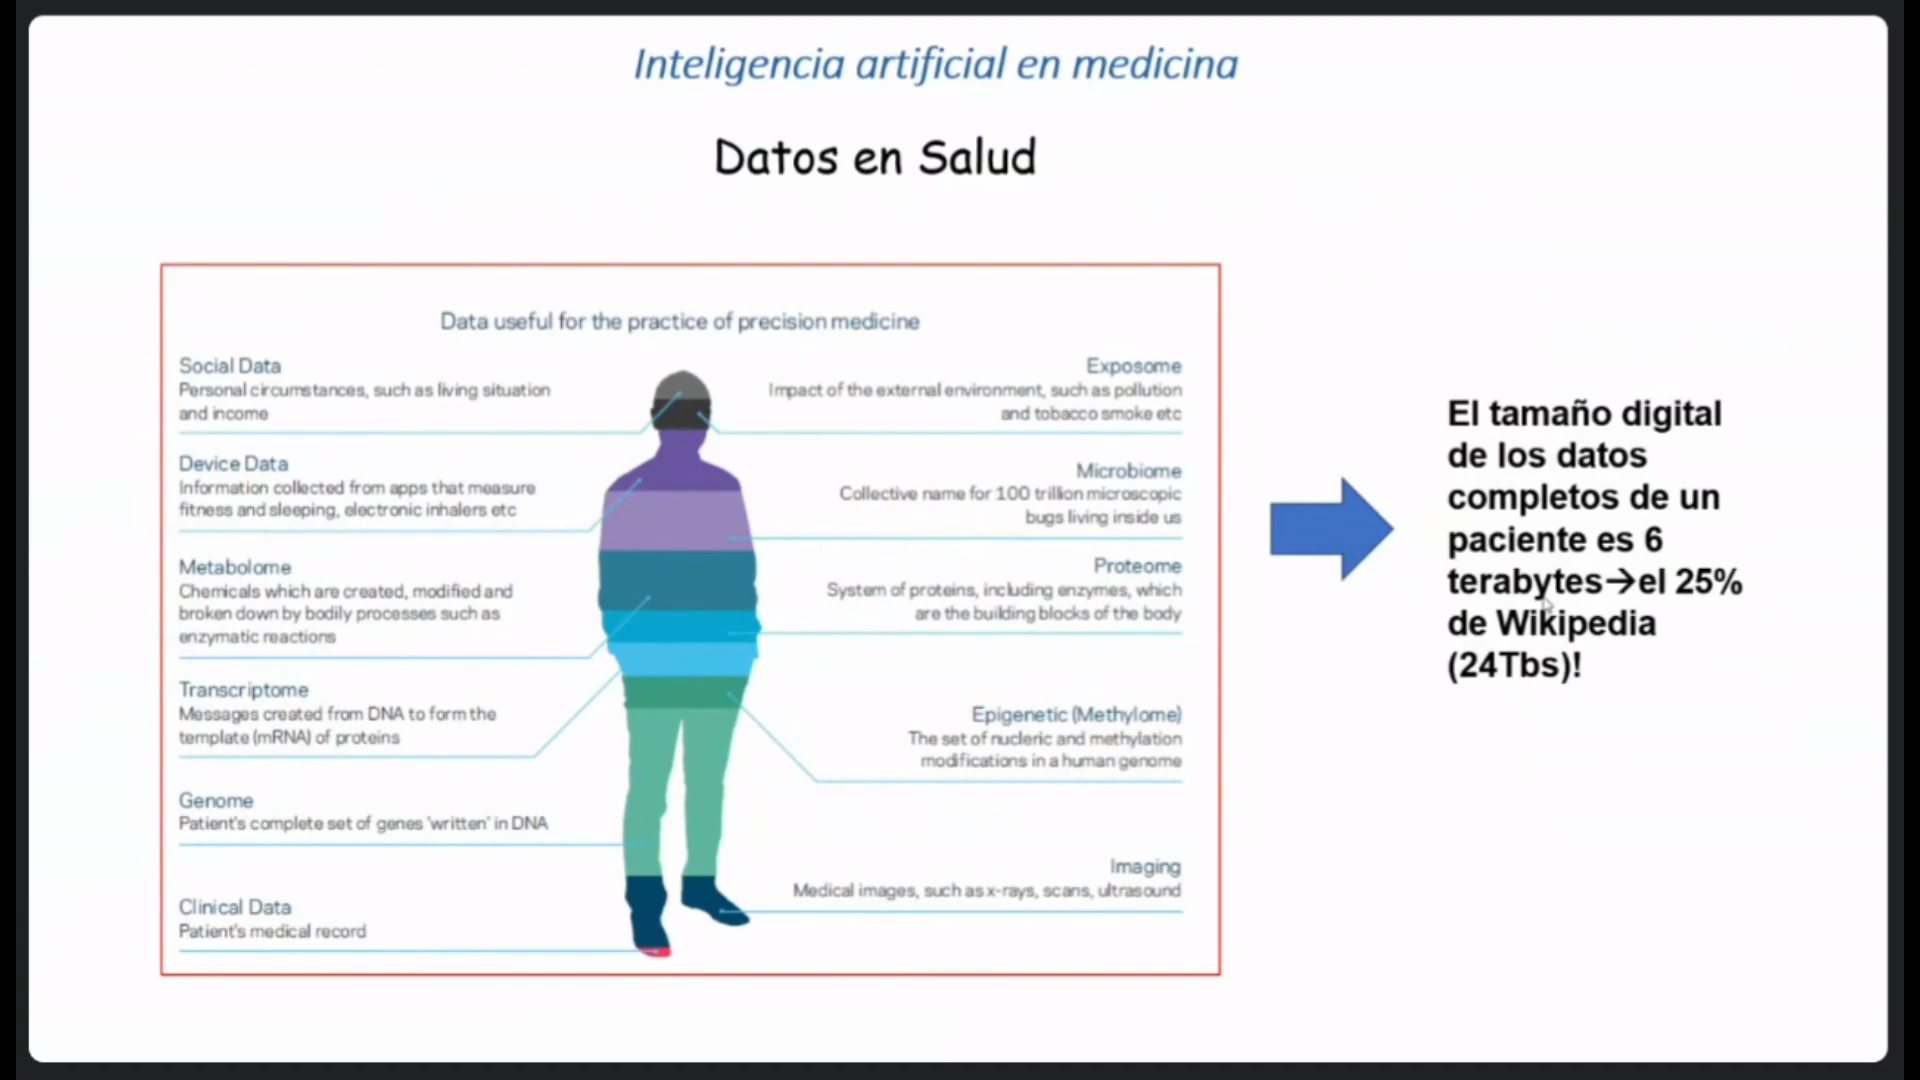 Inteligencia artificial en medicina
Datos en Salud
Data useful for the practice of precision medicine
Social Data
Personal circumstances, such as living situation
and income
Device Data
Information collected from apps that measure
fitness and sleeping, electronic inhalers etc
Metabolome
Chemicals which are created, modified and
broken down by bodily processes such as
enzymatic reactions
Transcriptome
Messages created from DNA to form the
template (mRNA) of proteins
Genome
Patient's complete set of genes 'written' in DNA
Clinical Data
Patient's medical record
Exposome
Impact of the external environment, such as pollution
and tobacco smoke etc
Microbiome
Collective name for 100 trillion microscopic
bugs living inside us
Proteome
System of proteins, including enzymes, which
are the building blocks of the body
Epigenetic (Methylome)
The set of nucleric and methylation
modifications in a human genome
Imaging
Medical images, such as x-rays, scans, ultrasound
El tamaño digital
de los datos
completos de un
paciente es 6
terabytes→el 25%
de Wikipedia
(24Tbs)!